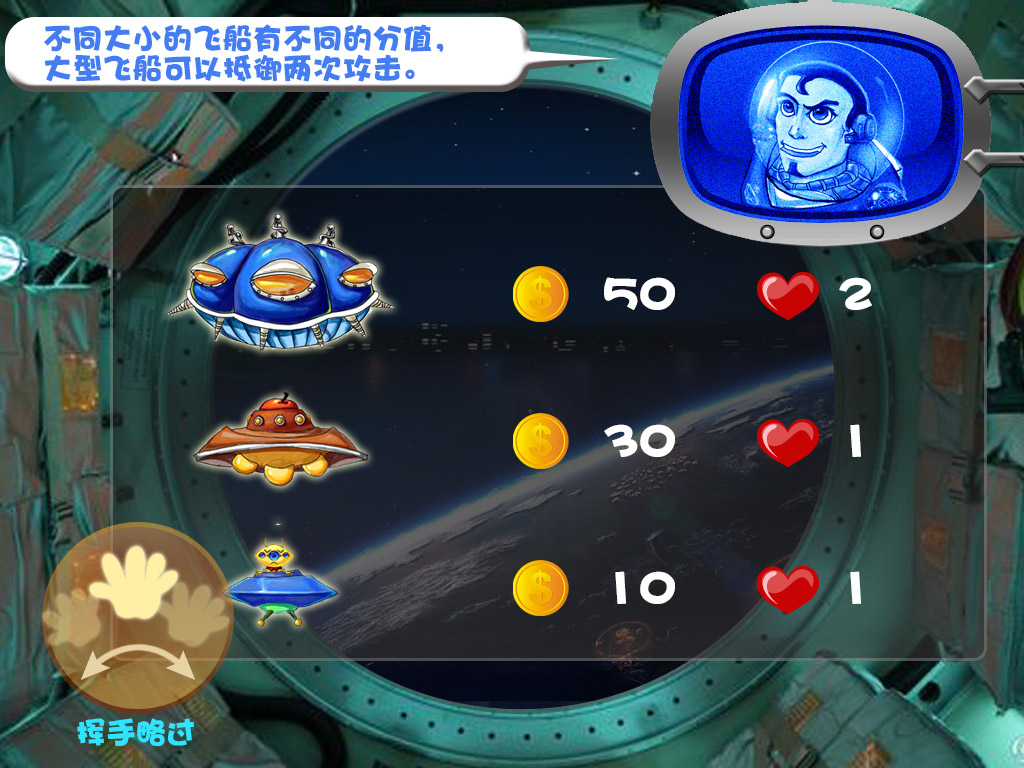 不同大小的飞船有不同的分值，
大型飞船可以抵御两次攻击。
$ 50 2
$ 30 1
$ 10 1
挥手略过